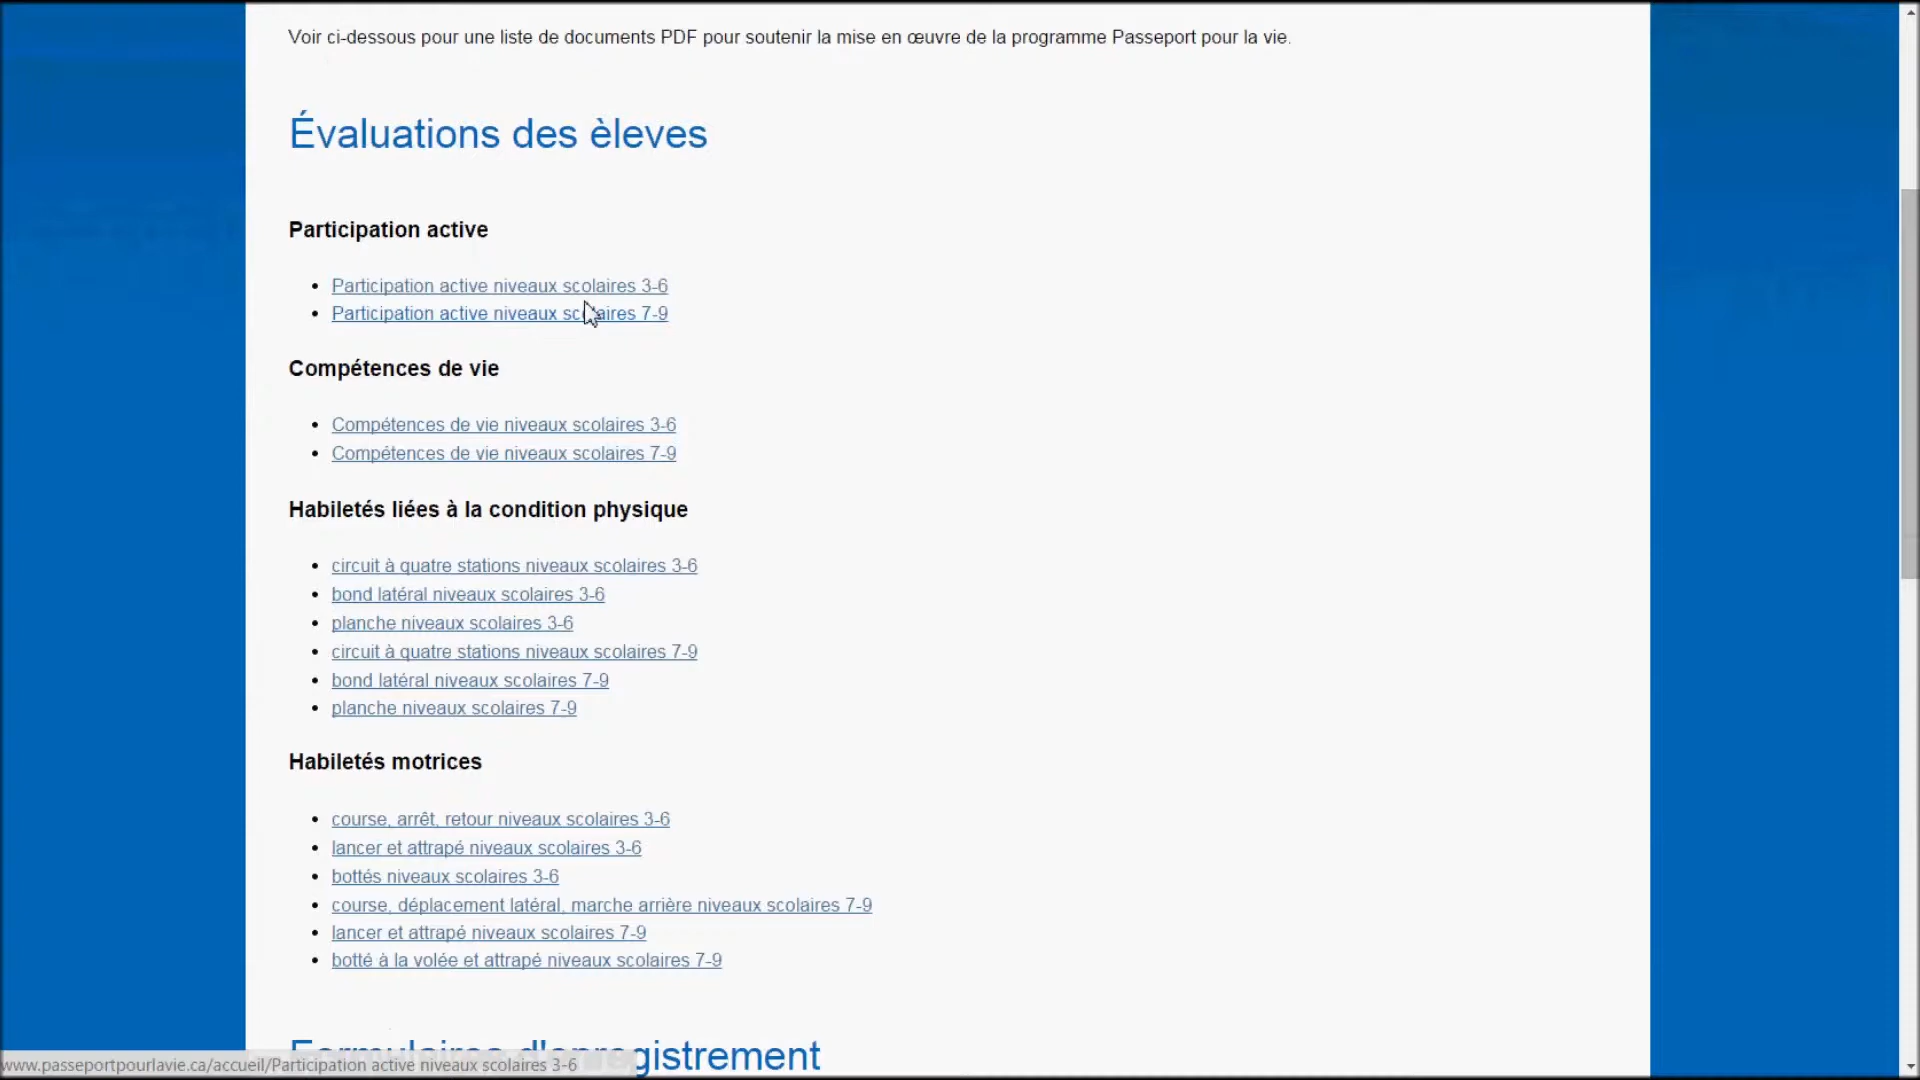 Voir ci-dessous pour une liste de documents PDF pour soutenir la mise en œuvre de la programme Passeport pour la vie.
Évaluations des èleves
Participation active
• Participation active niveaux scolaires 3-6
• Participation active niveaux scolaires 7-9
Compétences de vie
• Compétences de vie niveaux scolaires 3-6
• Compétences de vie niveaux scolaires 7-9
Habiletés liées à la condition physique
• circuit à quatre stations niveaux scolaires 3-6
• bond latéral niveaux scolaires 3-6
• planche niveaux scolaires 3-6
• circuit à quatre stations niveaux scolaires 7-9
• bond latéral niveaux scolaires 7-9
• planche niveaux scolaires 7-9
Habiletés motrices
• course, arrêt, retour niveaux scolaires 3-6
• lancer et attrapé niveaux scolaires 3-6
• bottés niveaux scolaires 3-6
• course, déplacement latéral, marche arrière niveaux scolaires 7-9
• lancer et attrapé niveaux scolaires 7-9
• botté à la volée et attrapé niveaux scolaires 7-9
Formulaires d'enregistrement
www.passeportpourlavie.ca/accueil/Participation active niveaux scolaires 3-6